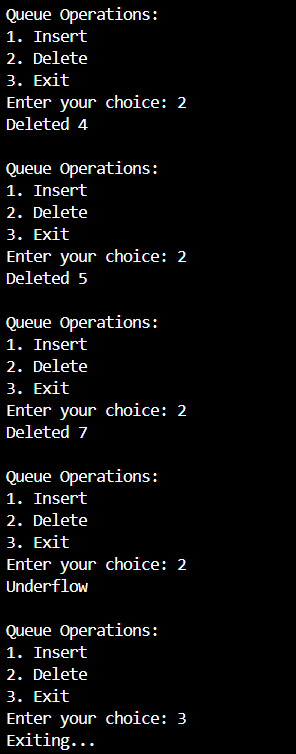 Queue Operations:
1. Insert
2. Delete
3. Exit
Enter your choice: 2
Deleted 4

Queue Operations:
1. Insert
2. Delete
3. Exit
Enter your choice: 2
Deleted 5

Queue Operations:
1. Insert
2. Delete
3. Exit
Enter your choice: 2
Deleted 7

Queue Operations:
1. Insert
2. Delete
3. Exit
Enter your choice: 2
Underflow

Queue Operations:
1. Insert
2. Delete
3. Exit
Enter your choice: 3
Exiting...